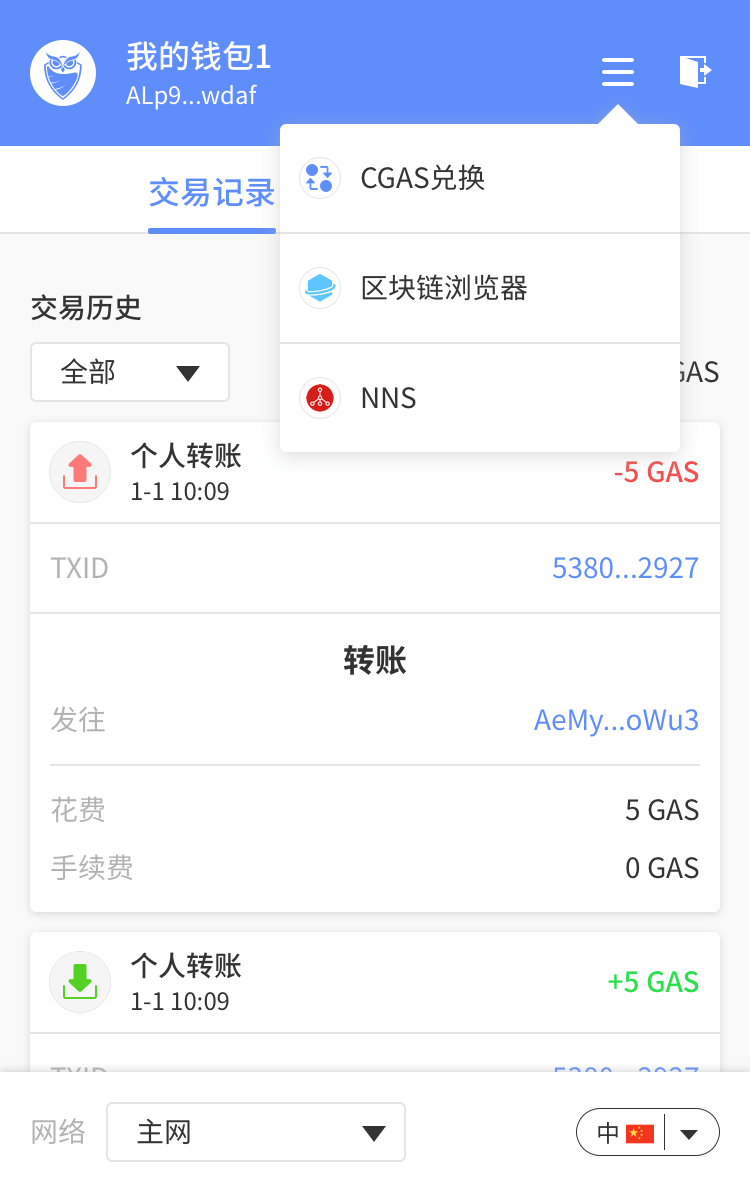 我的钱包1
ALp9...wdaf
CGAS兑换
交易记录
区块链浏览器
交易历史
全部
GAS
NNS
个人转账
1-1 10:09
-5 GAS
TXID
5380...2927
转账
发往
AeMy...oWu3
花费
5 GAS
手续费
0 GAS
个人转账
1-1 10:09
+5 GAS
TXID
5380...2927
网络
主网
中